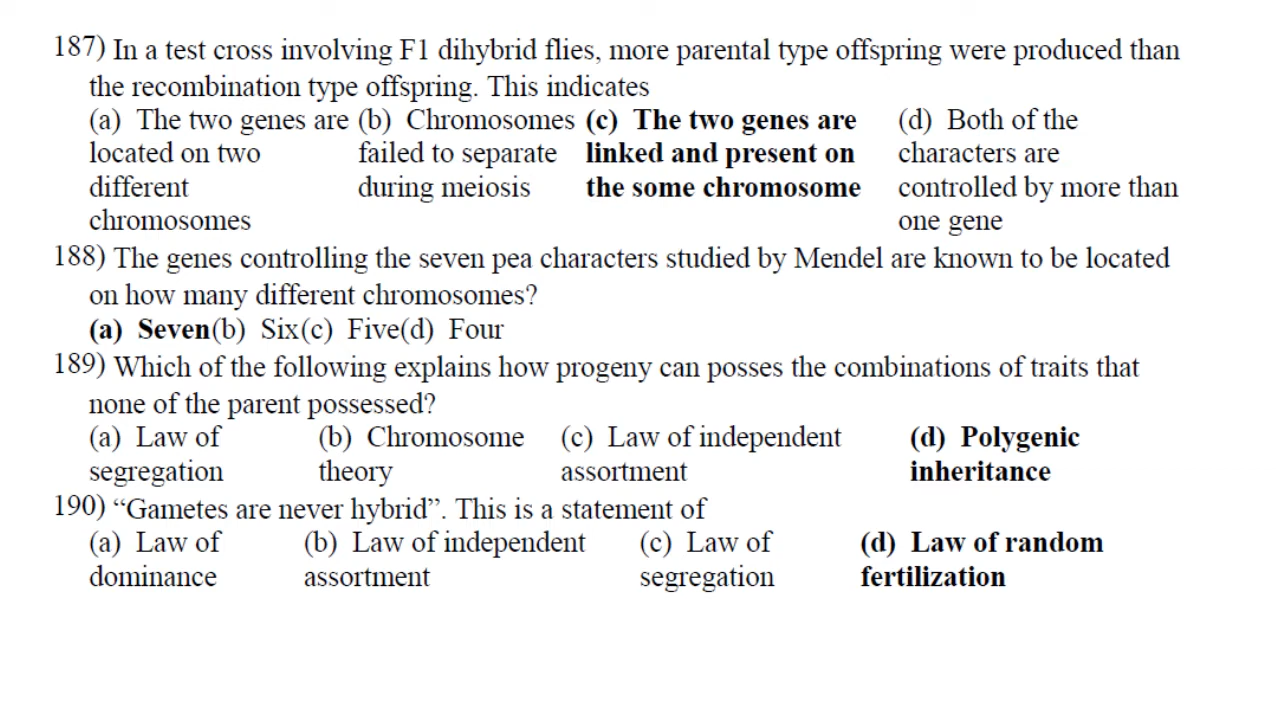 187) In a test cross involving F1 dihybrid flies, more parental type offspring were produced than
the recombination type offspring. This indicates
(a) The two genes are (b) Chromosomes (c) The two genes are (d) Both of the
located on two failed to separate linked and present on characters are
different during meiosis the some chromosome controlled by more than
chromosomes one gene
188) The genes controlling the seven pea characters studied by Mendel are known to be located
on how many different chromosomes?
(a) Seven(b) Six(c) Five(d) Four
189) Which of the following explains how progeny can posses the combinations of traits that
none of the parent possessed?
(a) Law of (b) Chromosome (c) Law of independent (d) Polygenic
segregation theory assortment inheritance
190) “Gametes are never hybrid”. This is a statement of
(a) Law of (b) Law of independent (c) Law of (d) Law of random
dominance assortment segregation fertilization